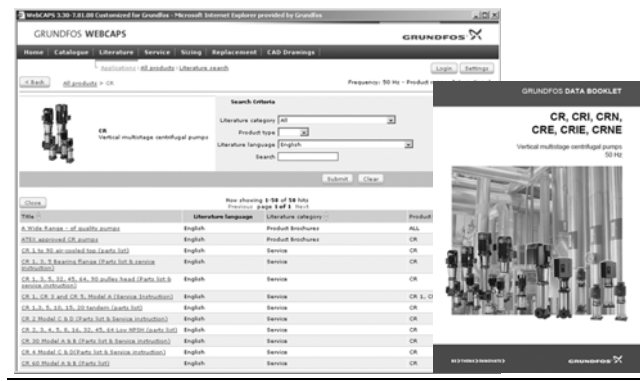 WebCAPS 3.30-7.01.08 Customized for Grundfos - Microsoft Internet Explorer provided by Grundfos
GRUNDFOS WEBCAPS
GRUNDFOS
Home Catalogue Literature Service Sizing Replacement CAD Drawings
Applications All products Literature search
Login Settings
< Back All products > CR
Frequency: 50 Hz - Product
CR
Vertical multistage centrifugal pumps
Search Criteria
Literature category All
Product type
Literature language English
Search
Submit Clear
Close
Now showing 1-58 of 58 hits
Previous page 1 of 1 Next
Title Literature language Literature category Product
A Wide Range - of quality pumps English Product Brochures ALL
ATEX approved CR pumps English Product Brochures CR
CR 1 to 90 air-cooled top (parts list) English Service CR
CR 1, 3, 5 Bearing flange (Parts list & service
instruction) English Service CR
CR 1, 3, 5, 32, 45, 64, 90 pulley head (Parts list &
service instruction) English Service CR
CR 1, CR 3 and CR 5, Model A (Service Instruction) English Service CR 1, C
CR 1,3, 5, 10, 15, 20 tandem (parts list) English Service CR
CR 2 Model C & D (Parts list & Service instruction) English Service CR
CR 2, 3, 4, 5, 8, 16, 32, 45, 64 Low NPSH (parts list) English Service CR
CR 30 Model A & B (Parts list & Service instruction) English Service CR
CR 4 Model C & D(Parts list & Service instruction) English Service CR
CR 60 Model A & B (Parts list) English Service CR
GRUNDFOS DATA BOOKLET
CR, CRI, CRN,
CRE, CRIE, CRNE
Vertical multistage centrifugal pumps
50 Hz
BE > THINK > INNOVATE >
GRUNDFOS